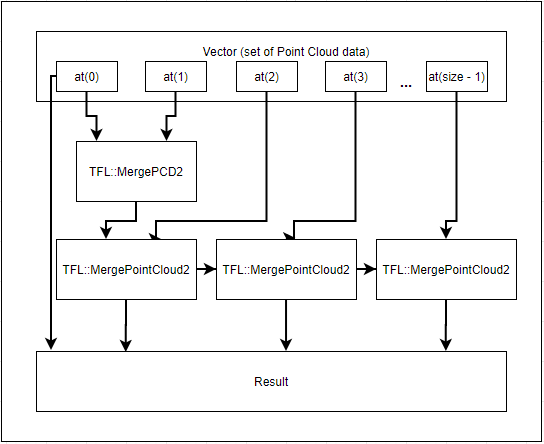 Vector (set of Point Cloud data)
at(0) at(1) at(2) at(3) ... at(size - 1)
TFL::MergePCD2
TFL::MergePointCloud2 TFL::MergePointCloud2 TFL::MergePointCloud2
Result